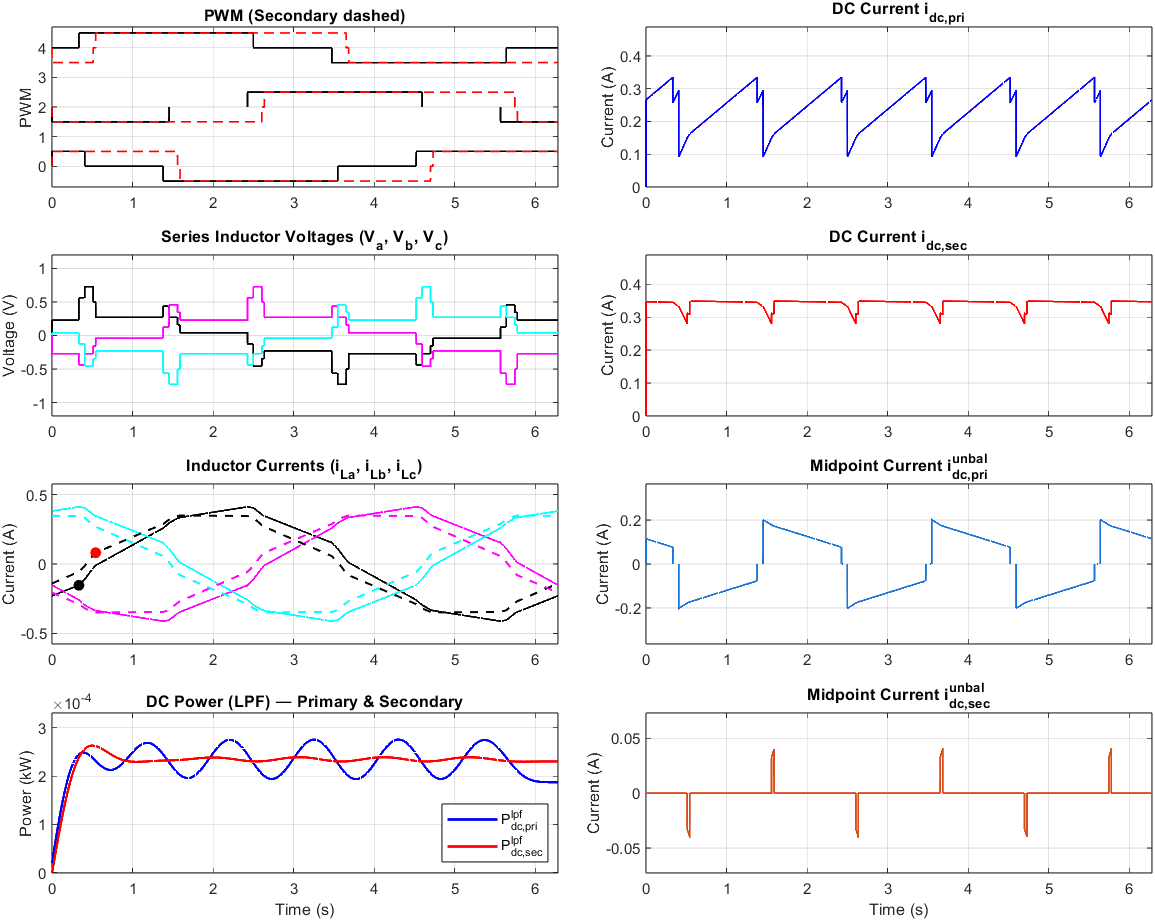 PWM (Secondary dashed)
PWM
4
3
2
1
0
0 1 2 3 4 5 6
DC Current i_dc,pri
Current (A)
0.4
0.3
0.2
0.1
0
0 1 2 3 4 5 6
Series Inductor Voltages (V_a, V_b, V_c)
Voltage (V)
1
0.5
0
-0.5
-1
0 1 2 3 4 5 6
DC Current i_dc,sec
Current (A)
0.4
0.3
0.2
0.1
0
0 1 2 3 4 5 6
Inductor Currents (i_La, i_Lb, i_Lc)
Current (A)
0.5
0
-0.5
0 1 2 3 4 5 6
Midpoint Current i_dc,pri^unbal
Current (A)
0.2
0
-0.2
0 1 2 3 4 5 6
DC Power (LPF) — Primary & Secondary
×10^-4
Power (kW)
3
2
1
0
0 1 2 3 4 5 6
Time (s)
P_dc,pri^lpf
P_dc,sec^lpf
Midpoint Current i_dc,sec^unbal
Current (A)
0.05
0
-0.05
0 1 2 3 4 5 6
Time (s)